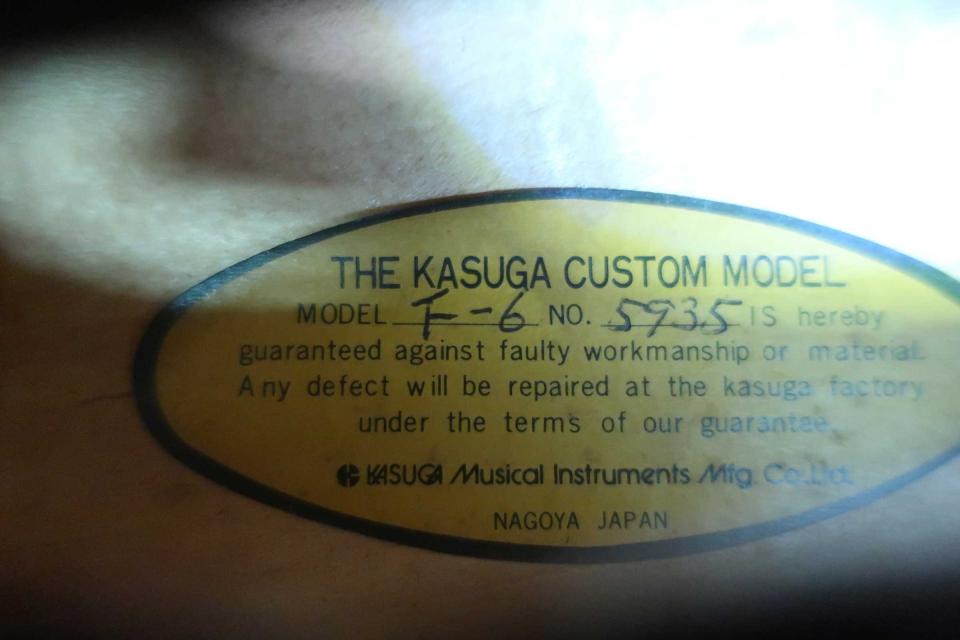 THE KASUGA CUSTOM MODEL
MODEL F-6 NO. 5935 IS hereby
guaranteed against faulty workmanship or material.
Any defect will be repaired at the kasuga factory
under the terms of our guarantee.
KASUGA Musical Instruments Mfg. Co.Ltd.
NAGOYA JAPAN